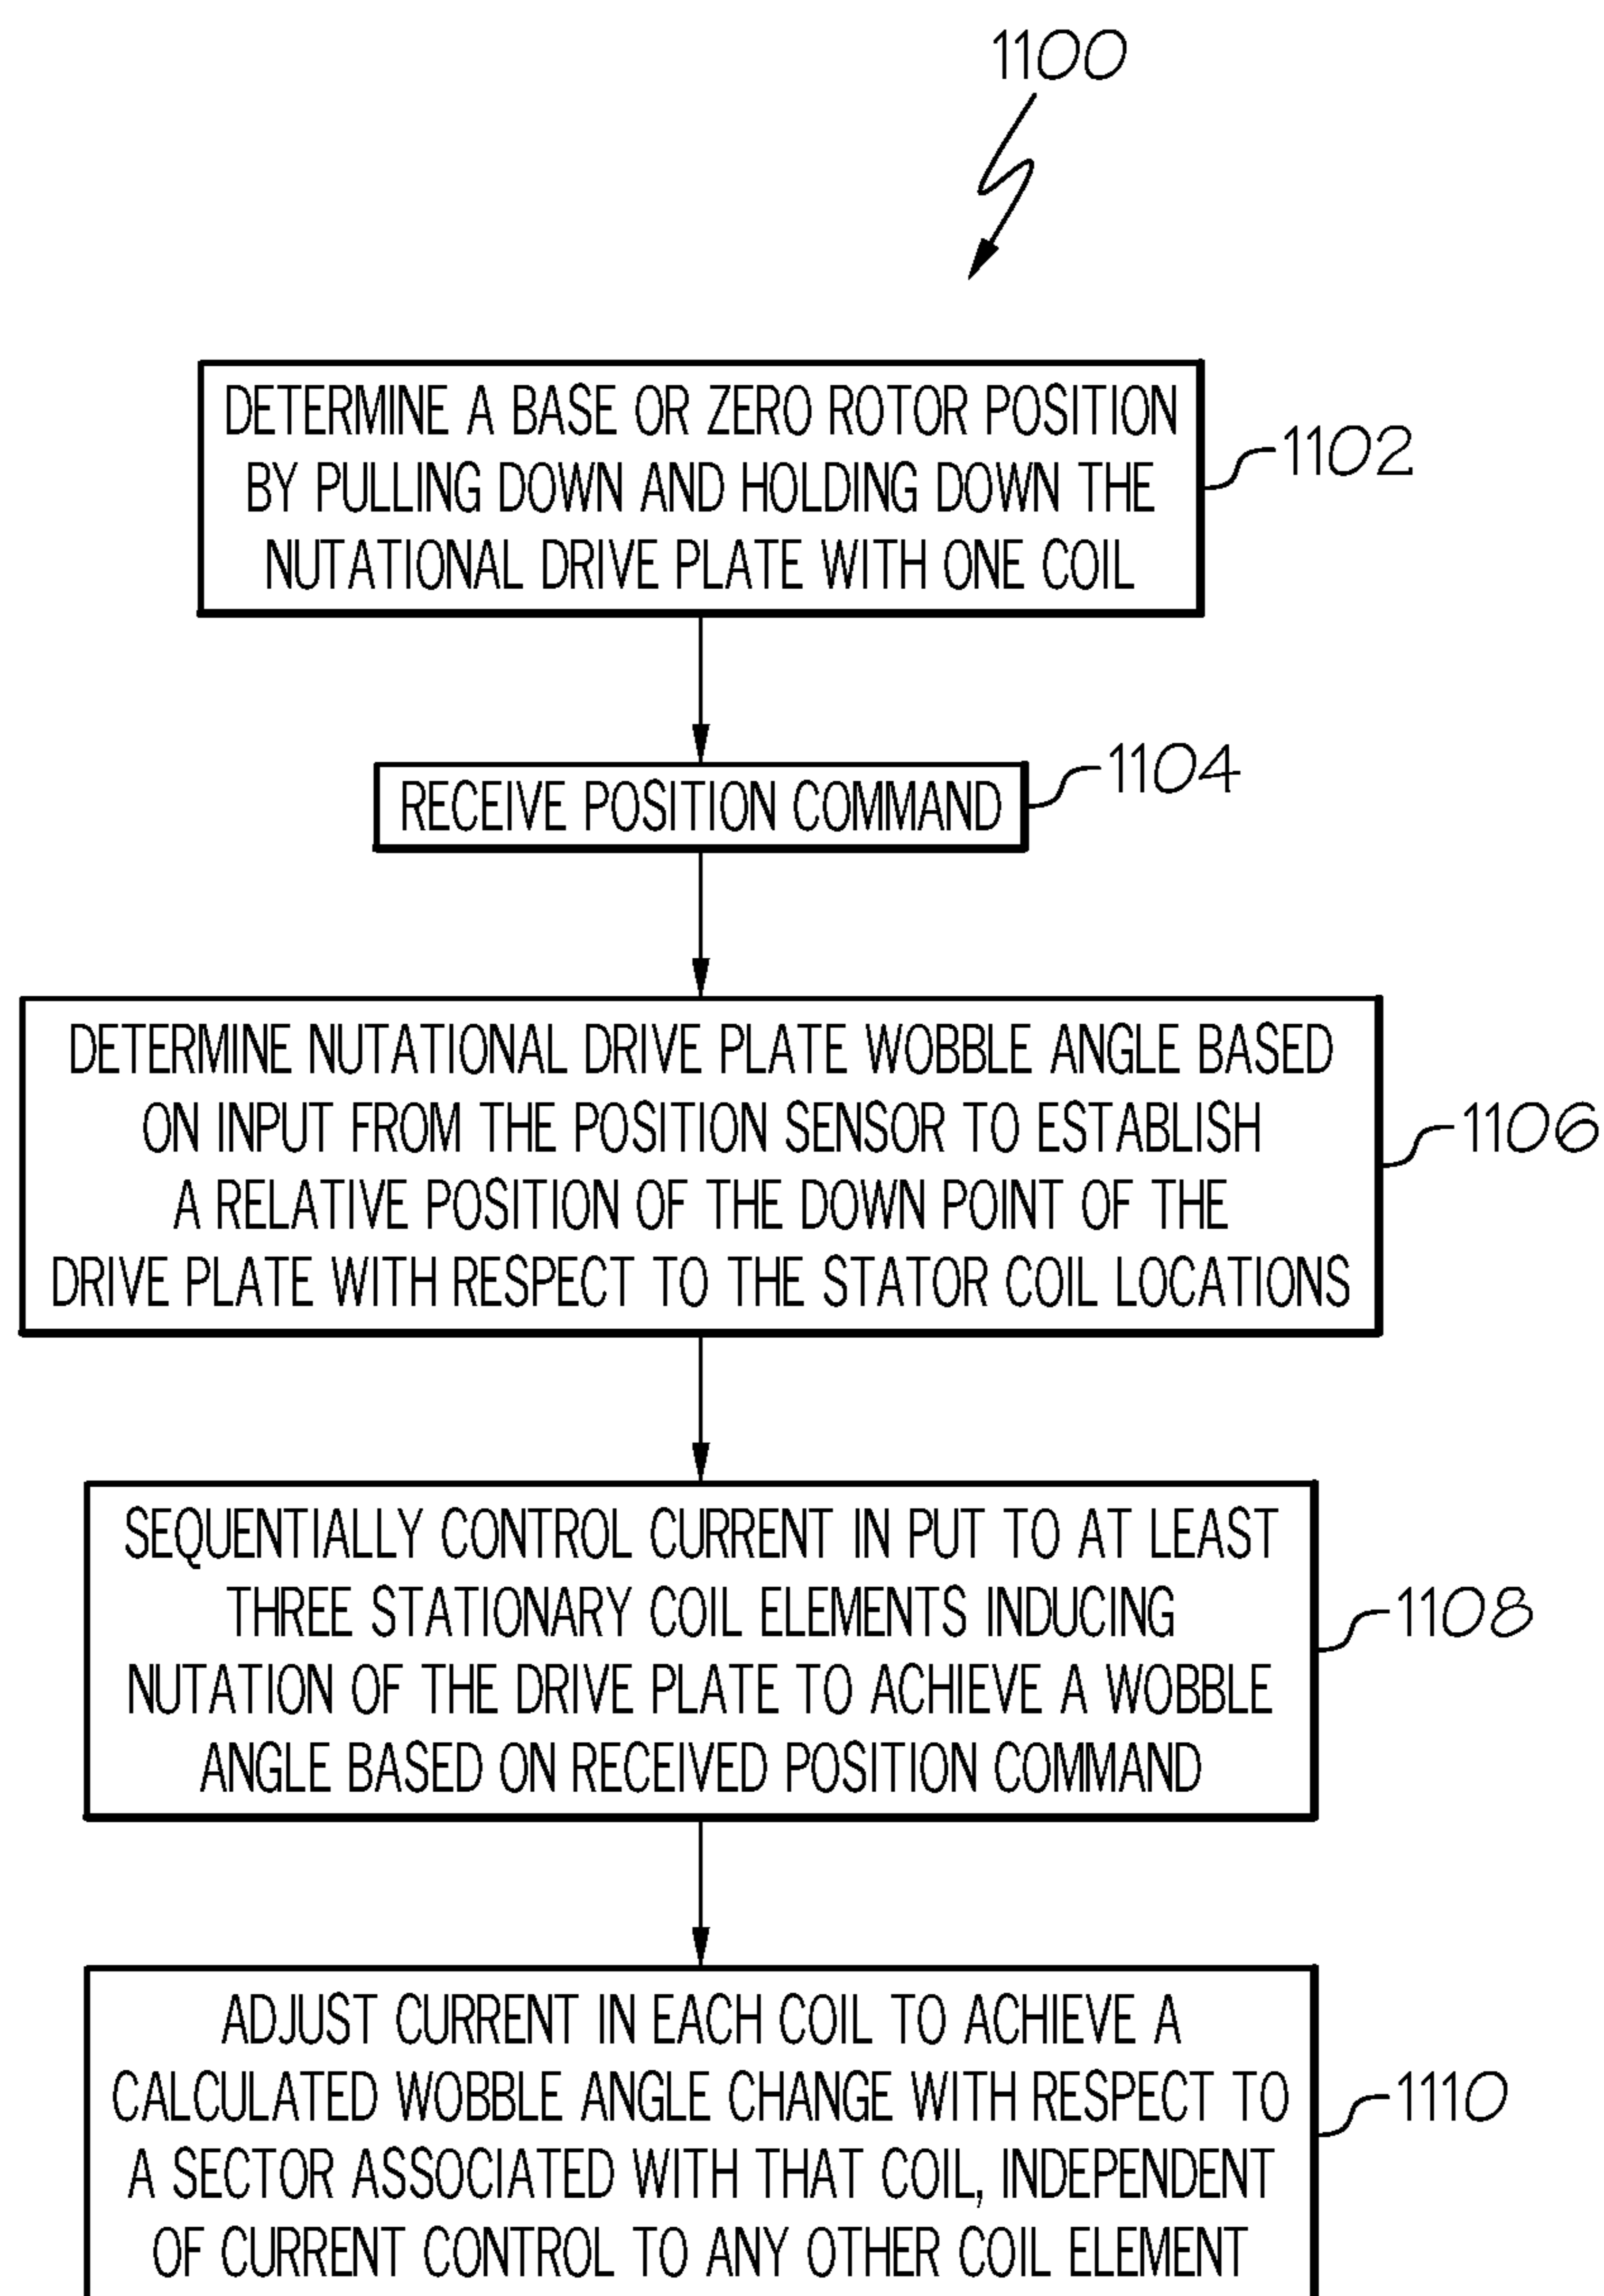 1100
DETERMINE A BASE OR ZERO ROTOR POSITION
BY PULLING DOWN AND HOLDING DOWN THE
NUTATIONAL DRIVE PLATE WITH ONE COIL
1102
RECEIVE POSITION COMMAND
1104
DETERMINE NUTATIONAL DRIVE PLATE WOBBLE ANGLE BASED
ON INPUT FROM THE POSITION SENSOR TO ESTABLISH
A RELATIVE POSITION OF THE DOWN POINT OF THE
DRIVE PLATE WITH RESPECT TO THE STATOR COIL LOCATIONS
1106
SEQUENTIALLY CONTROL CURRENT IN PUT TO AT LEAST
THREE STATIONARY COIL ELEMENTS INDUCING
NUTATION OF THE DRIVE PLATE TO ACHIEVE A WOBBLE
ANGLE BASED ON RECEIVED POSITION COMMAND
1108
ADJUST CURRENT IN EACH COIL TO ACHIEVE A
CALCULATED WOBBLE ANGLE CHANGE WITH RESPECT TO
A SECTOR ASSOCIATED WITH THAT COIL, INDEPENDENT
OF CURRENT CONTROL TO ANY OTHER COIL ELEMENT
1110